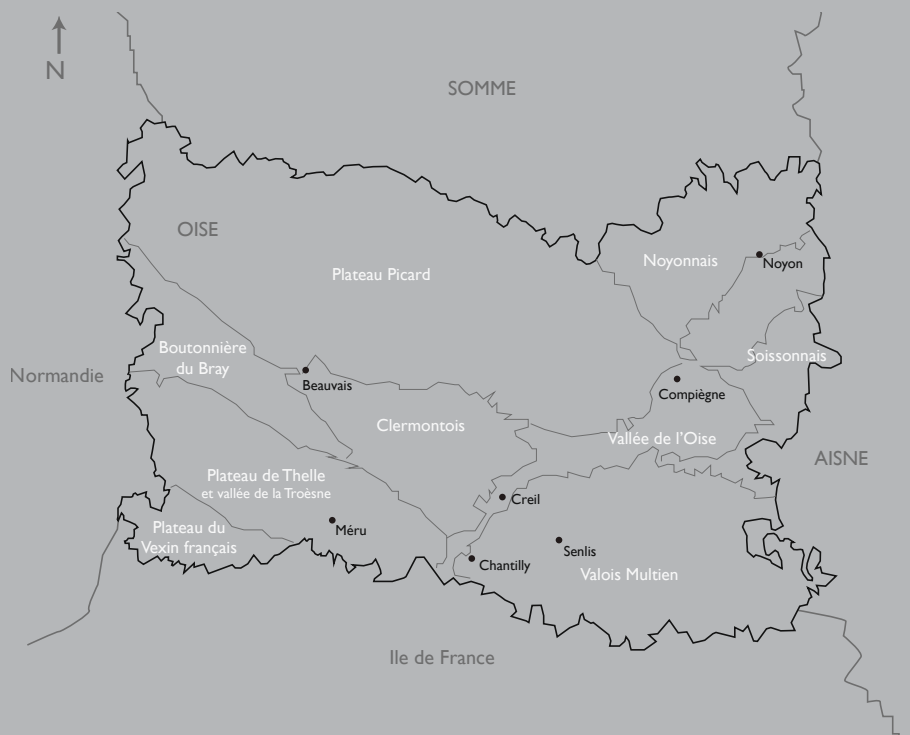 N
SOMME
OISE
Plateau Picard
Noyonnais
Noyon
Boutonnière
du Bray
Soissonnais
Normandie
Beauvais
Compiègne
Clermontois
Vallée de l'Oise
AISNE
Plateau de Thelle
et vallée de la Troèsne
Creil
Méru
Plateau du
Vexin français
Senlis
Chantilly
Valois Multien
Ile de France